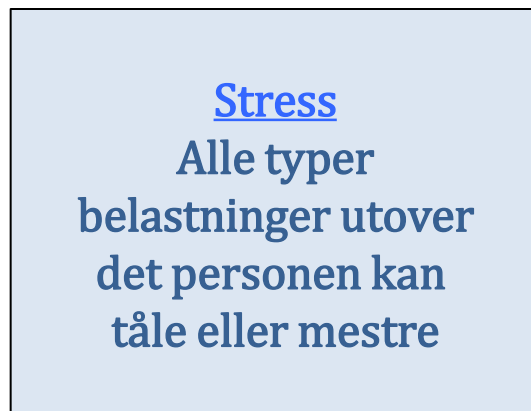 Stress
Alle typer
belastninger utover
det personen kan
tåle eller mestre